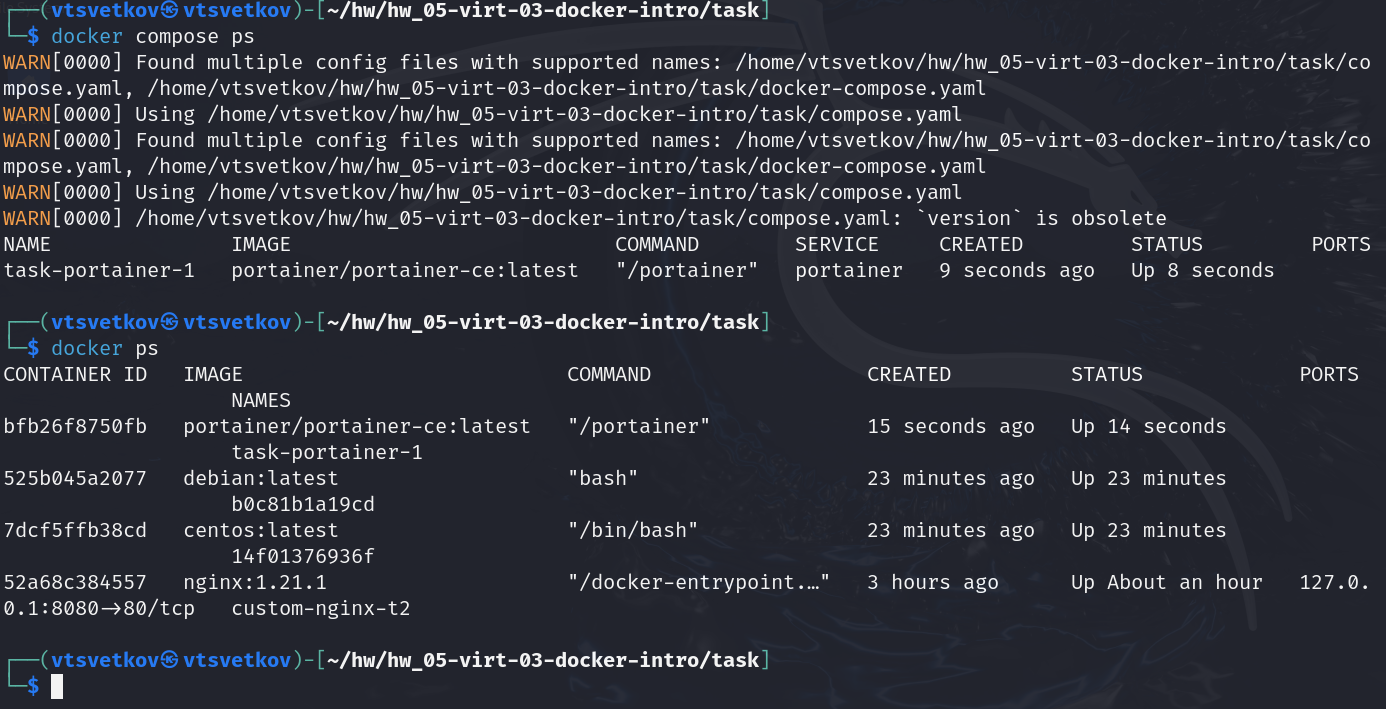 ┌──(vtsvetkov㉿vtsvetkov)-[~/hw/hw_05-virt-03-docker-intro/task]
└─$ docker compose ps
WARN[0000] Found multiple config files with supported names: /home/vtsvetkov/hw/hw_05-virt-03-docker-intro/task/co
mpose.yaml, /home/vtsvetkov/hw/hw_05-virt-03-docker-intro/task/docker-compose.yaml
WARN[0000] Using /home/vtsvetkov/hw/hw_05-virt-03-docker-intro/task/compose.yaml
WARN[0000] Found multiple config files with supported names: /home/vtsvetkov/hw/hw_05-virt-03-docker-intro/task/co
mpose.yaml, /home/vtsvetkov/hw/hw_05-virt-03-docker-intro/task/docker-compose.yaml
WARN[0000] Using /home/vtsvetkov/hw/hw_05-virt-03-docker-intro/task/compose.yaml
WARN[0000] /home/vtsvetkov/hw/hw_05-virt-03-docker-intro/task/compose.yaml: `version` is obsolete
NAME               IMAGE                           COMMAND        SERVICE     CREATED         STATUS         PORTS
task-portainer-1   portainer/portainer-ce:latest   "/portainer"   portainer   9 seconds ago   Up 8 seconds

┌──(vtsvetkov㉿vtsvetkov)-[~/hw/hw_05-virt-03-docker-intro/task]
└─$ docker ps
CONTAINER ID   IMAGE                           COMMAND                  CREATED          STATUS             PORTS
                   NAMES
bfb26f8750fb   portainer/portainer-ce:latest   "/portainer"             15 seconds ago   Up 14 seconds
                   task-portainer-1
525b045a2077   debian:latest                   "bash"                   23 minutes ago   Up 23 minutes
                   b0c81b1a19cd
7dcf5ffb38cd   centos:latest                   "/bin/bash"              23 minutes ago   Up 23 minutes
                   14f01376936f
52a68c384557   nginx:1.21.1                    "/docker-entrypoint.…"   3 hours ago      Up About an hour   127.0.
0.1:8080->80/tcp   custom-nginx-t2

┌──(vtsvetkov㉿vtsvetkov)-[~/hw/hw_05-virt-03-docker-intro/task]
└─$